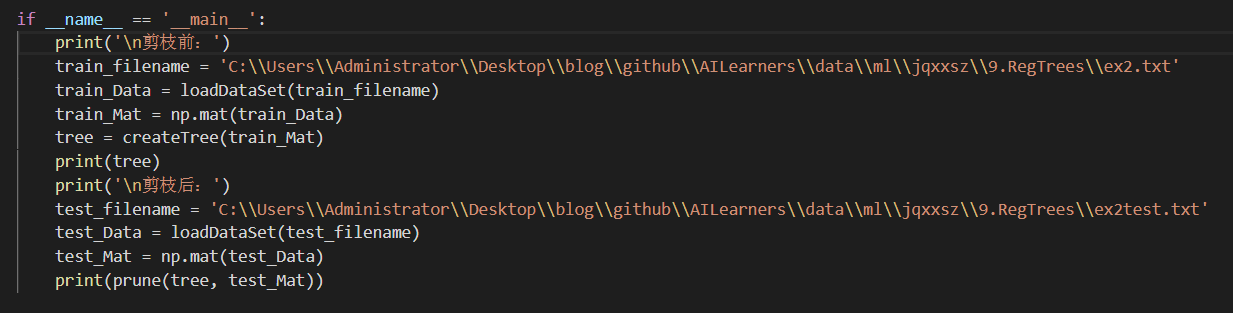 if __name__ == '__main__':
    print('\n剪枝前：')
    train_filename = 'C:\\Users\\Administrator\\Desktop\\blog\\github\\AILearners\\data\\ml\\jqxxsz\\9.RegTrees\\ex2.txt'
    train_Data = loadDataSet(train_filename)
    train_Mat = np.mat(train_Data)
    tree = createTree(train_Mat)
    print(tree)
    print('\n剪枝后：')
    test_filename = 'C:\\Users\\Administrator\\Desktop\\blog\\github\\AILearners\\data\\ml\\jqxxsz\\9.RegTrees\\ex2test.txt'
    test_Data = loadDataSet(test_filename)
    test_Mat = np.mat(test_Data)
    print(prune(tree, test_Mat))